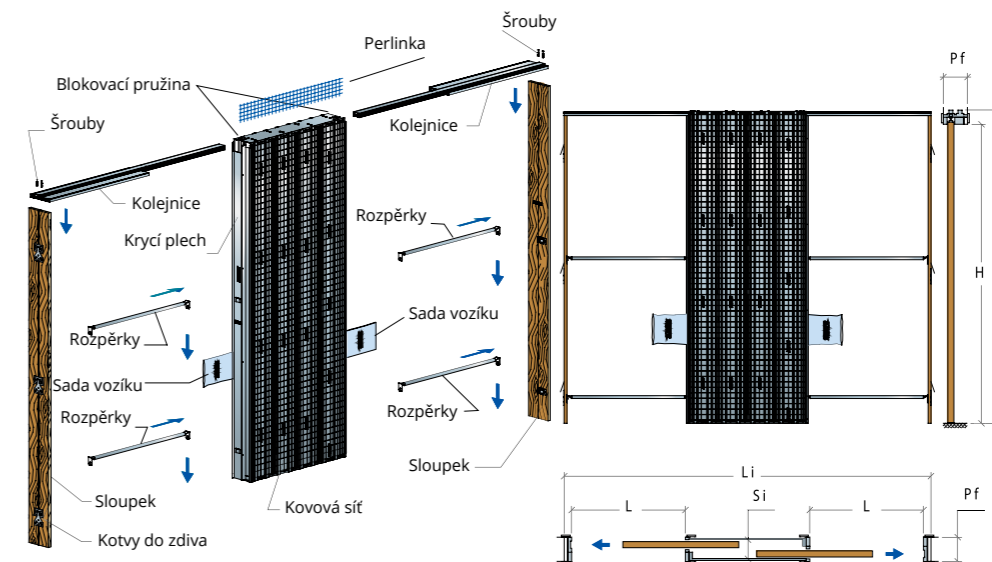 Šrouby
Perlinka
Blokovací pružina
Šrouby
Kolejnice
Kolejnice
Krycí plech
Rozpěrky
Rozpěrky
Sada vozíku
Sada vozíku
Rozpěrky
Rozpěrky
Sloupek
Sloupek
Kovová síť
Kotvy do zdiva
Pf
H
Li
L
Si
L
Pf